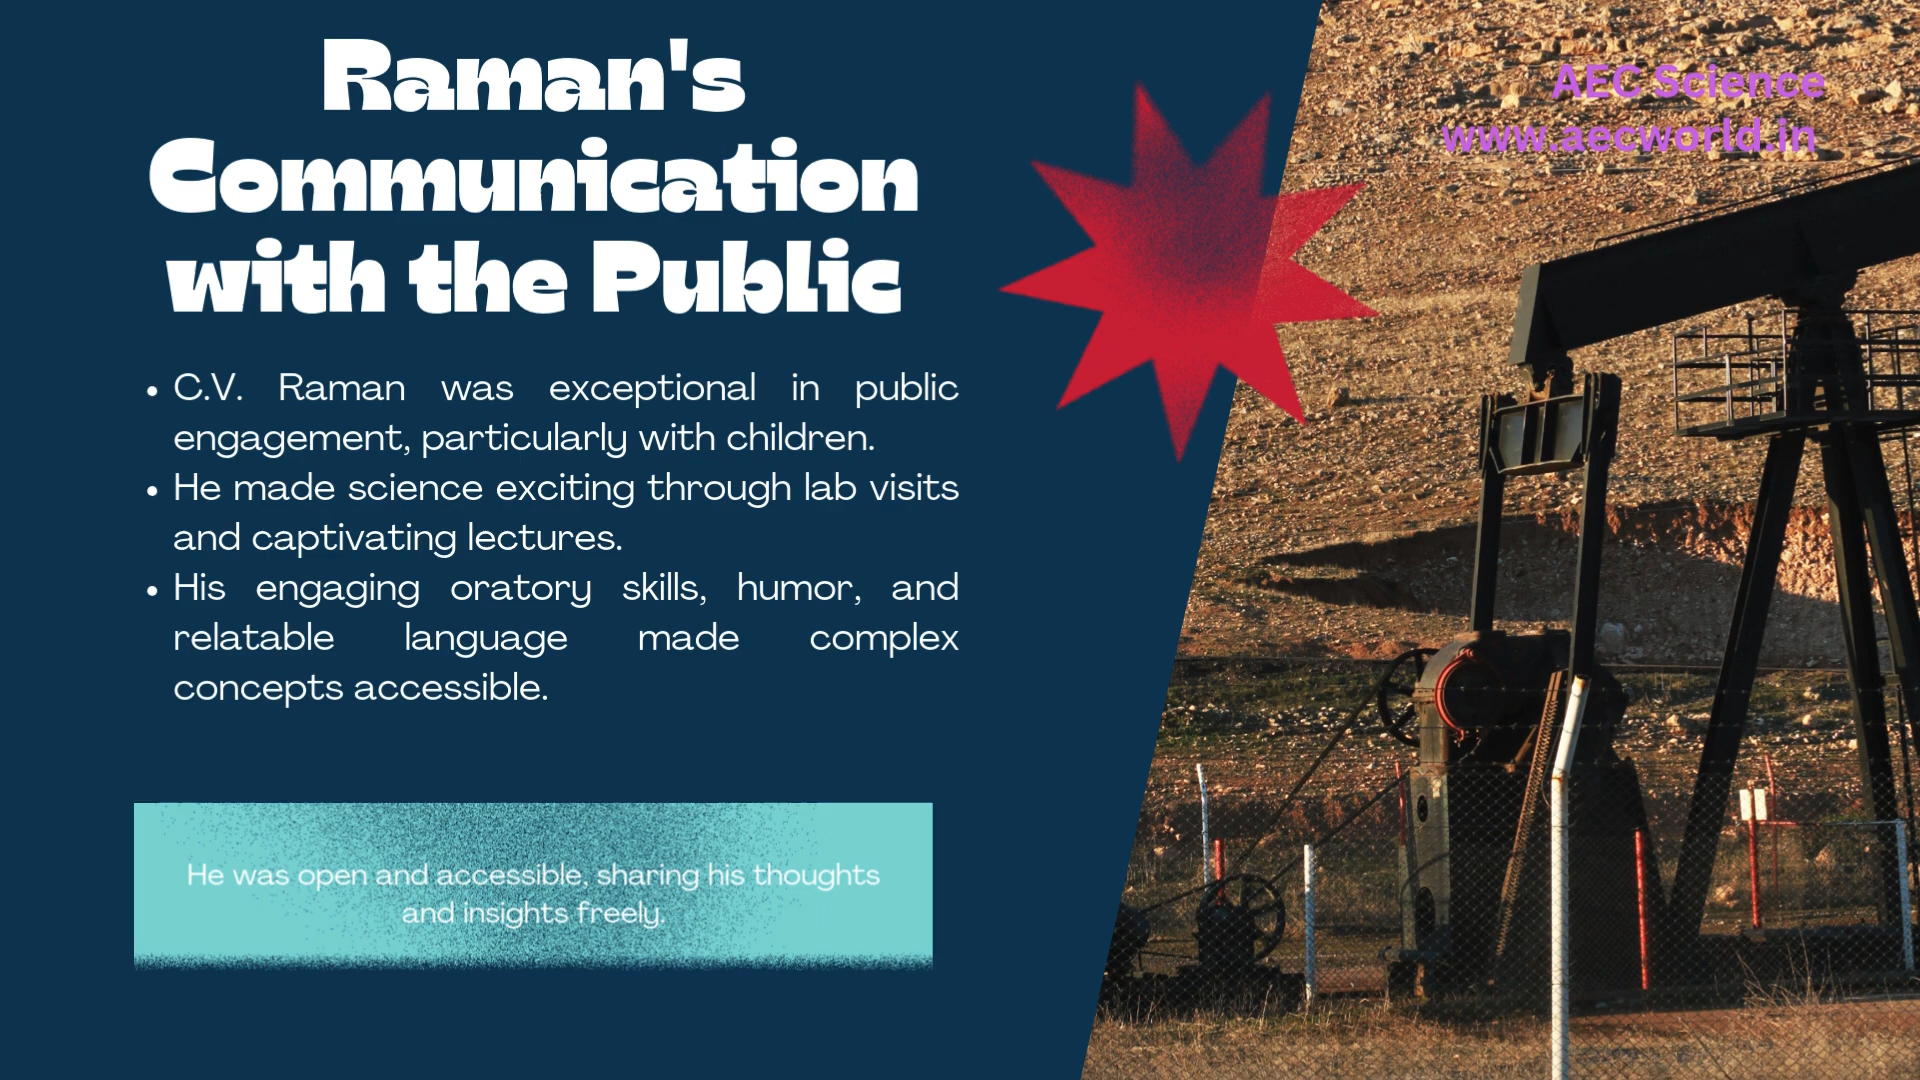 Raman's
Communication
with the Public
AEC Science
www.aecworld.in
• C.V. Raman was exceptional in public
engagement, particularly with children.
• He made science exciting through lab visits
and captivating lectures.
• His engaging oratory skills, humor, and
relatable language made complex
concepts accessible.
He was open and accessible, sharing his thoughts
and insights freely.